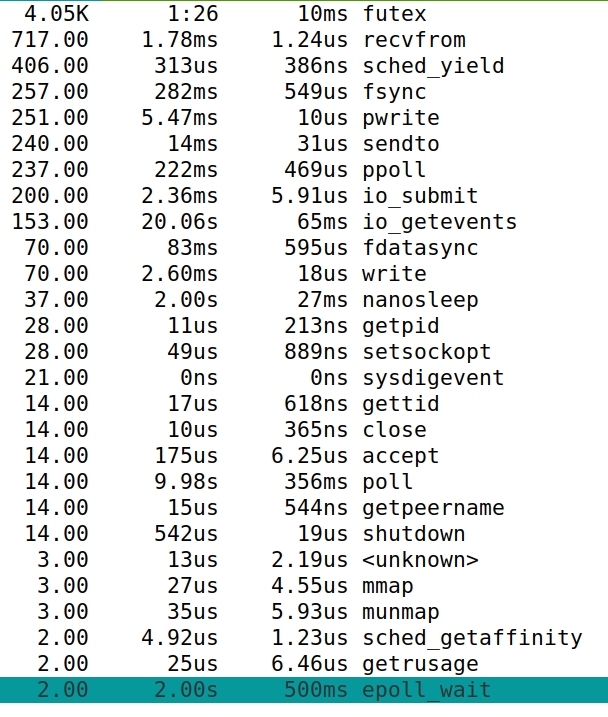 4.05K 1:26 10ms futex
717.00 1.78ms 1.24us recvfrom
406.00 313us 386ns sched_yield
257.00 282ms 549us fsync
251.00 5.47ms 10us pwrite
240.00 14ms 31us sendto
237.00 222ms 469us ppoll
200.00 2.36ms 5.91us io_submit
153.00 20.06s 65ms io_getevents
70.00 83ms 595us fdatasync
70.00 2.60ms 18us write
37.00 2.00s 27ms nanosleep
28.00 11us 213ns getpid
28.00 49us 889ns setsockopt
21.00 0ns 0ns sysdigevent
14.00 17us 618ns gettid
14.00 10us 365ns close
14.00 175us 6.25us accept
14.00 9.98s 356ms poll
14.00 15us 544ns getpeername
14.00 542us 19us shutdown
3.00 13us 2.19us <unknown>
3.00 27us 4.55us mmap
3.00 35us 5.93us munmap
2.00 4.92us 1.23us sched_getaffinity
2.00 25us 6.46us getrusage
2.00 2.00s 500ms epoll_wait